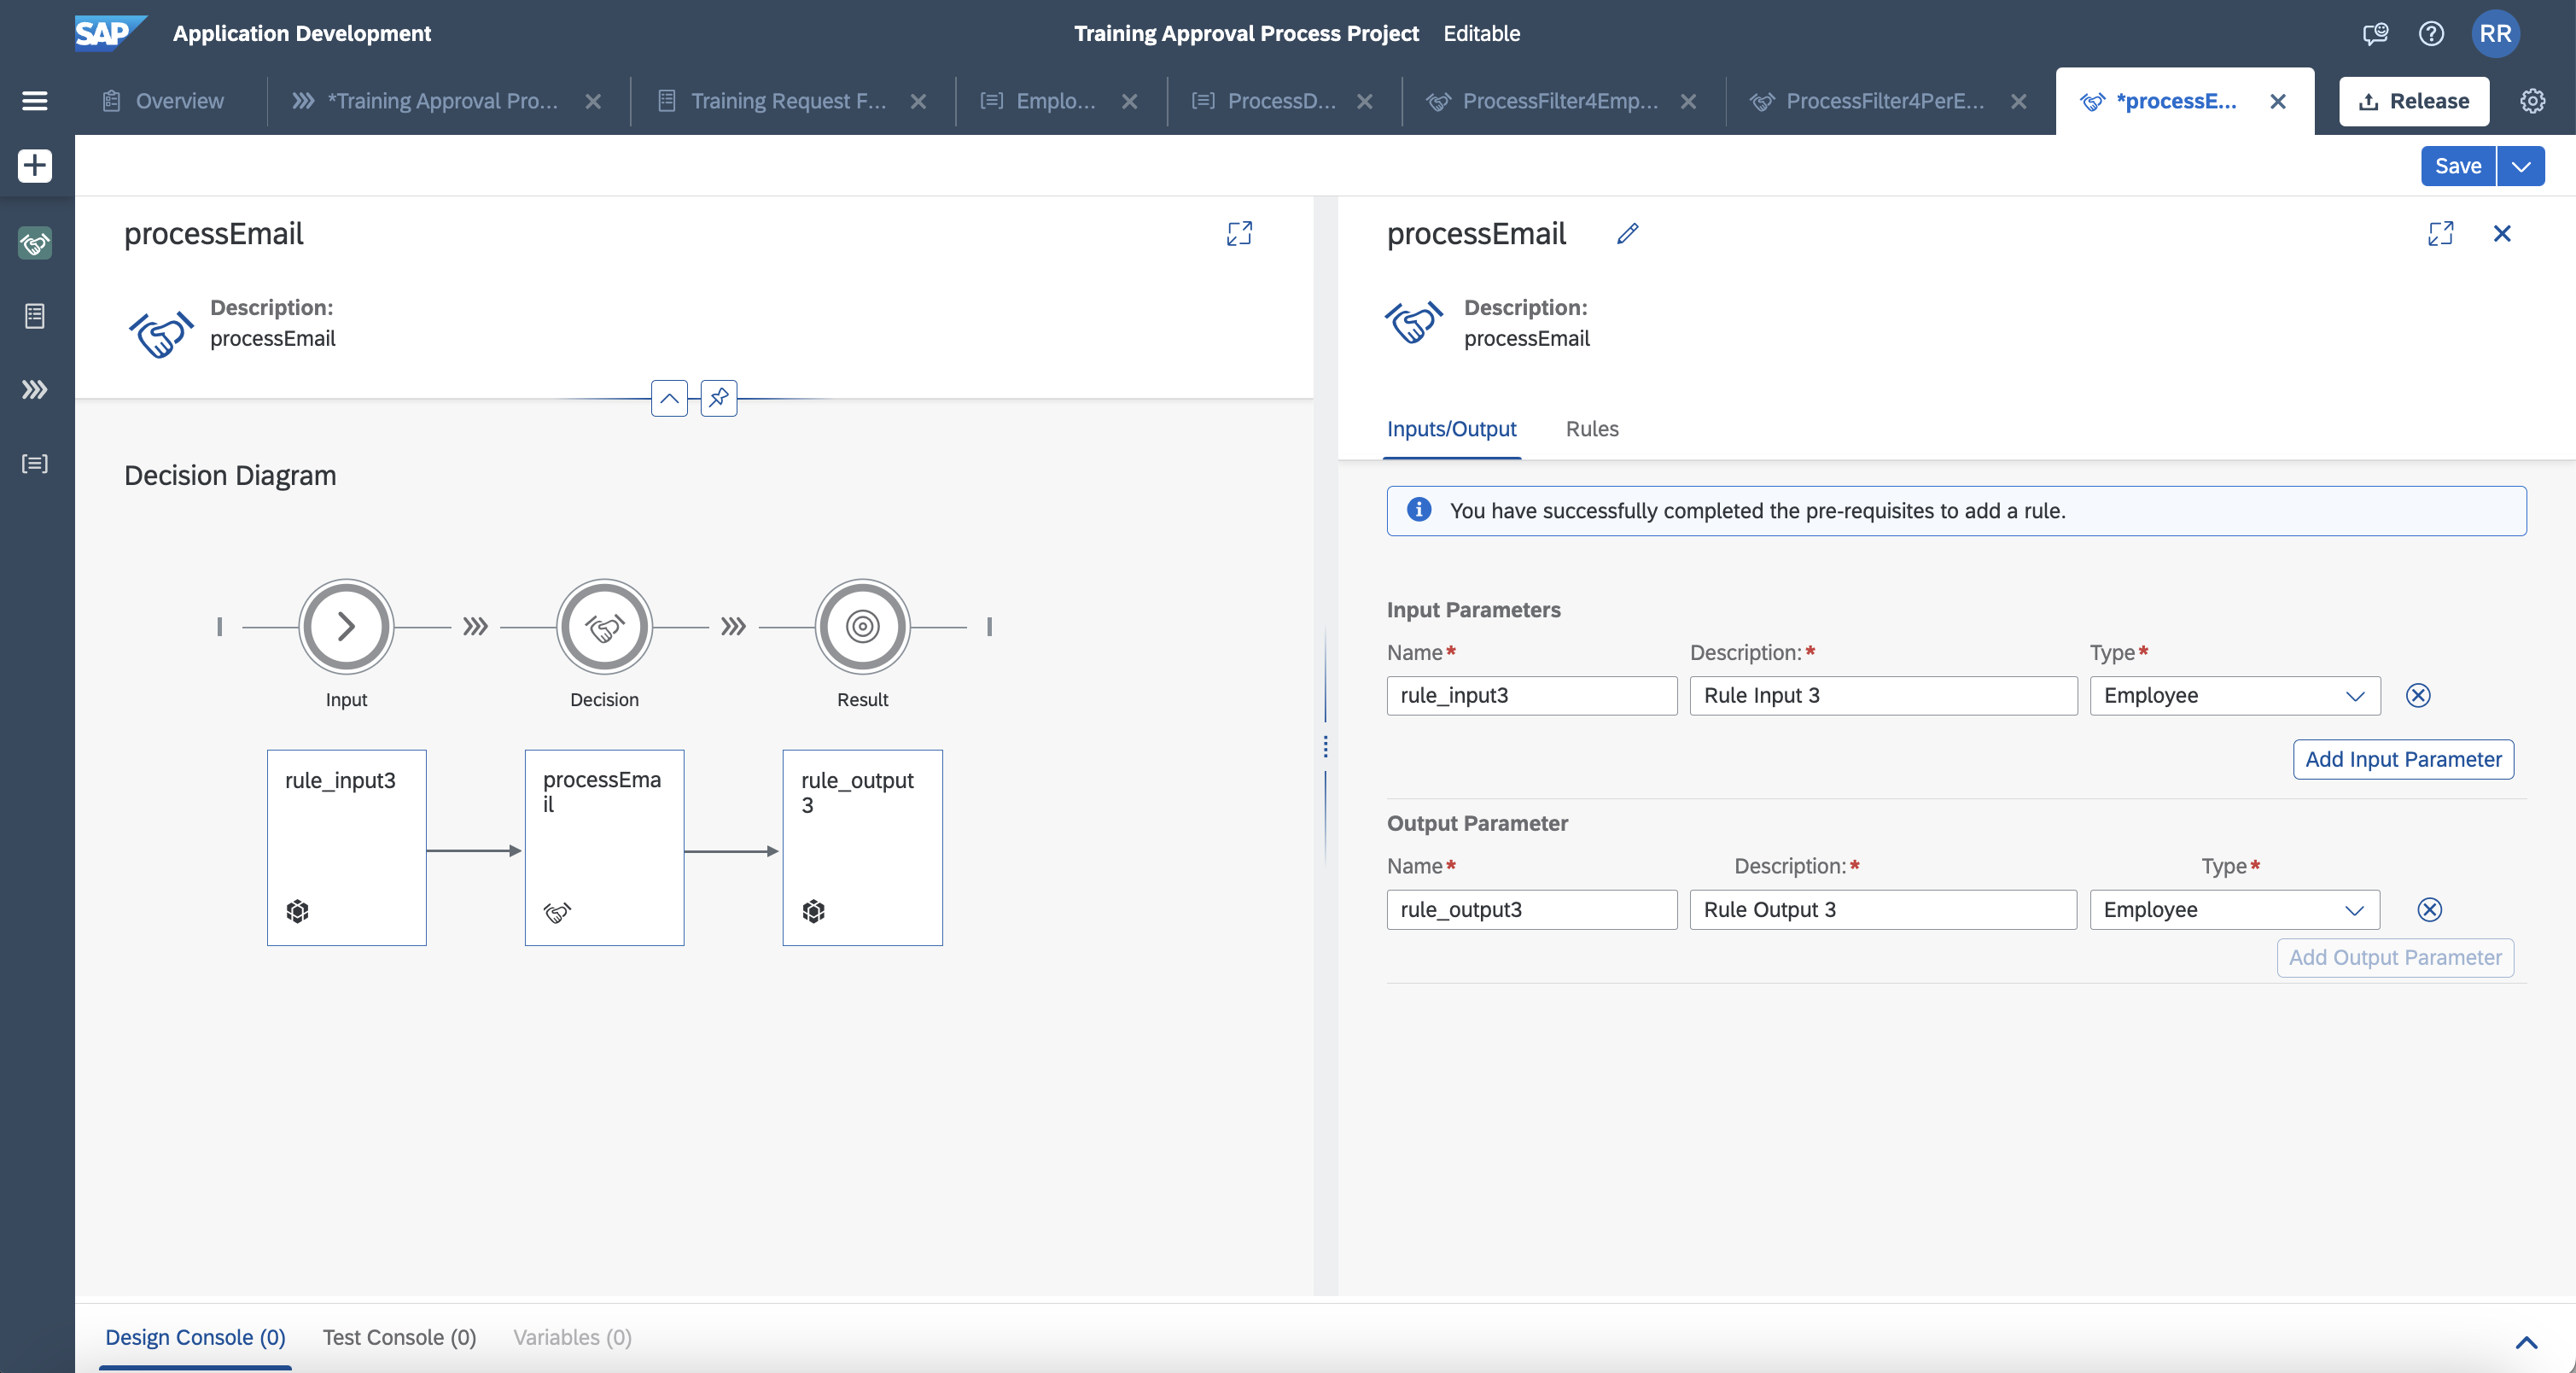 SAP Application Development
Training Approval Process Project Editable
RR
Overview
*Training Approval Pro...
Training Request F...
Emplo...
ProcessD...
ProcessFilter4Emp...
ProcessFilter4PerE...
*processE...
Release
Save
processEmail
Description:
processEmail
Decision Diagram
Input
Decision
Result
rule_input3
processEma
il
rule_output
3
processEmail
Description:
processEmail
Inputs/Output
Rules
You have successfully completed the pre-requisites to add a rule.
Input Parameters
Name* Description:* Type*
rule_input3 Rule Input 3 Employee
Add Input Parameter
Output Parameter
Name* Description:* Type*
rule_output3 Rule Output 3 Employee
Add Output Parameter
Design Console (0) Test Console (0) Variables (0)